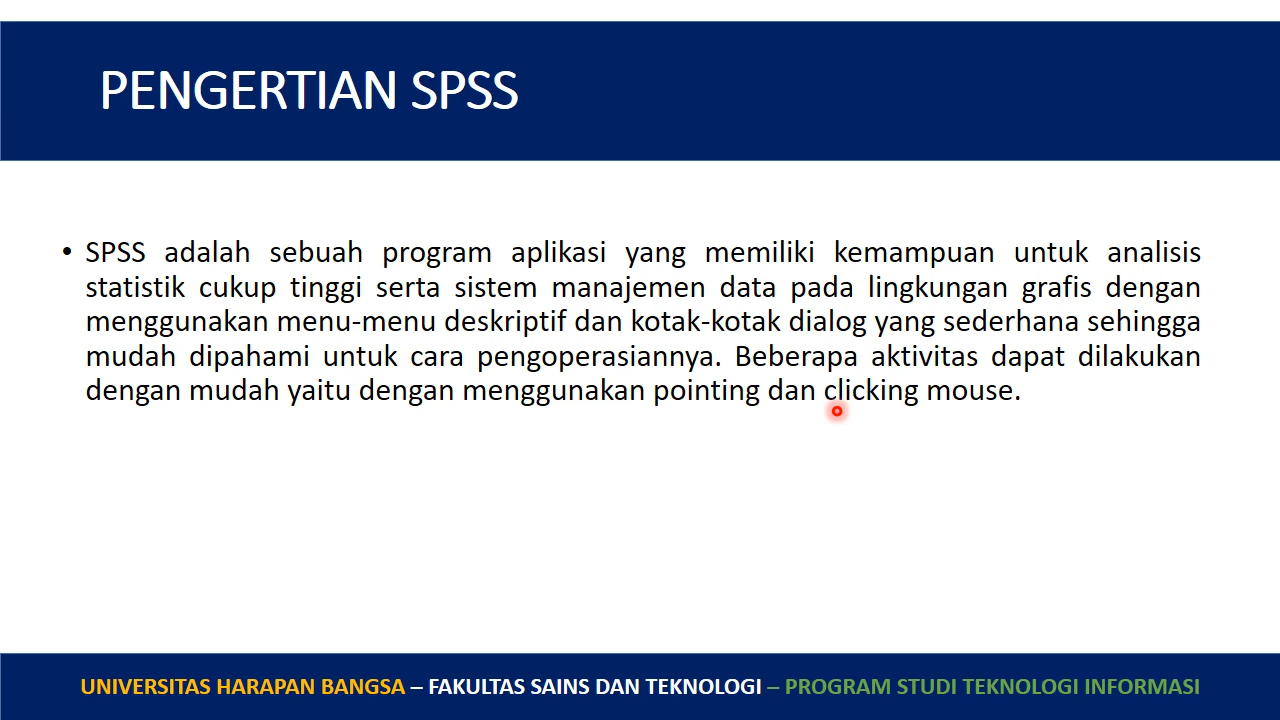 PENGERTIAN SPSS
• SPSS adalah sebuah program aplikasi yang memiliki kemampuan untuk analisis
statistik cukup tinggi serta sistem manajemen data pada lingkungan grafis dengan
menggunakan menu-menu deskriptif dan kotak-kotak dialog yang sederhana sehingga
mudah dipahami untuk cara pengoperasiannya. Beberapa aktivitas dapat dilakukan
dengan mudah yaitu dengan menggunakan pointing dan clicking mouse.
UNIVERSITAS HARAPAN BANGSA – FAKULTAS SAINS DAN TEKNOLOGI – PROGRAM STUDI TEKNOLOGI INFORMASI